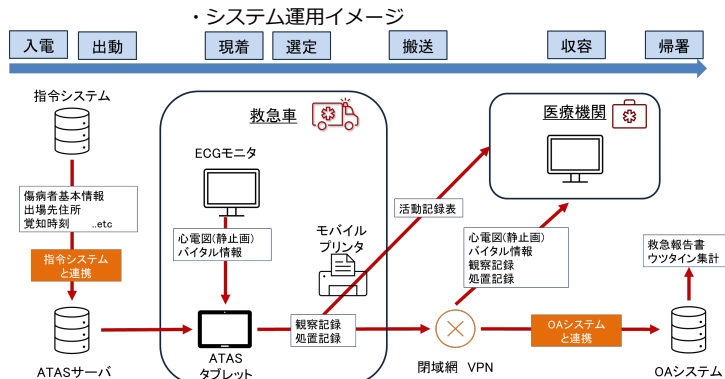 ・システム運用イメージ
入電
出動
現着
選定
搬送
収容
帰署
指令システム
傷病者基本情報
出場先住所
覚知時刻 ..etc
指令システム
と連携
ATASサーバ
救急車
ECGモニタ
心電図(静止画)
バイタル情報
モバイル
プリンタ
ATAS
タブレット
観察記録
処置記録
活動記録表
医療機関
心電図(静止画)
バイタル情報
観察記録
処置記録
閉域網 VPN
OAシステム
と連携
救急報告書
ウツタイン集計
OAシステム